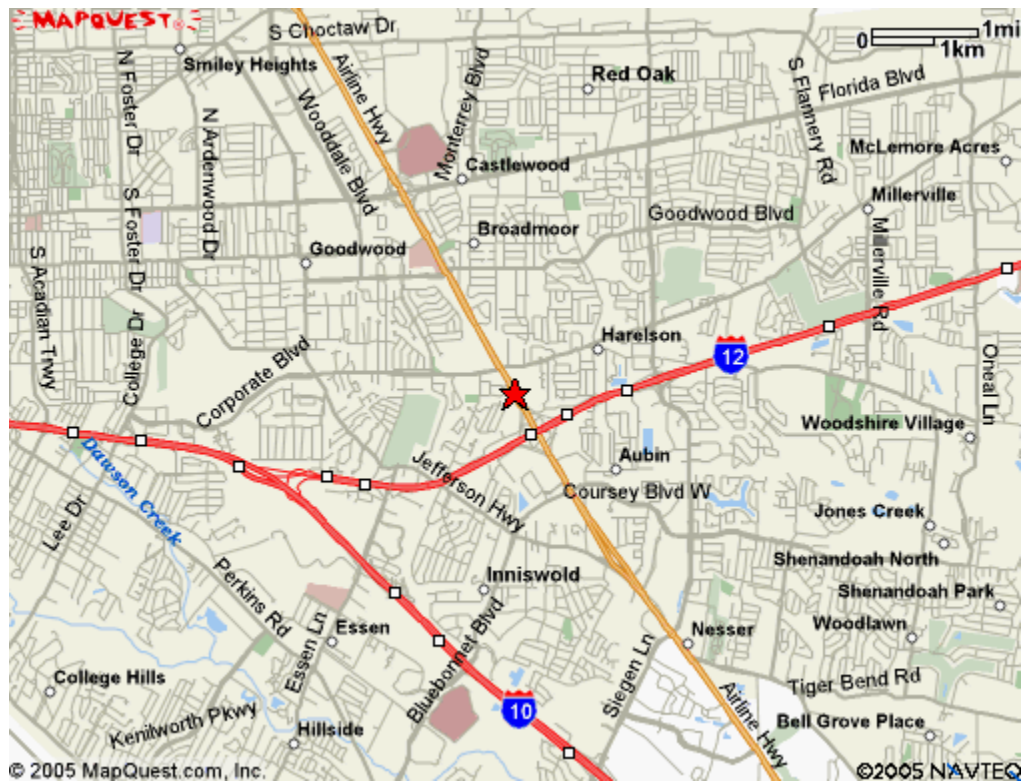 MAPQUEST
S Choctaw Dr
0
1mi
1km
Smiley Heights
N Foster Dr
Airline Hwy
Monterrey Blvd
Red Oak
S Flannery Rd
Florida Blvd
Wooddale Blvd
N Ardenwood Dr
Castlewood
McLemore Acres
S Foster Dr
Millerville
Goodwood Blvd
Broadmoor
Goodwood
S Acadian Trwy
Millerville Rd
College Dr
Harelson
12
Oneal Ln
Corporate Blvd
Woodshire Village
Dawson Creek
Aubin
Jefferson Hwy
Coursey Blvd W
Lee Dr
Jones Creek
Shenandoah North
Perkins Rd
Inniswold
Shenandoah Park
Essen
Essen Ln
Bluebonnet Blvd
Siegen Ln
Nesser
Woodlawn
College Hills
Tiger Bend Rd
Airline Hwy
10
Kenilworth Pkwy
Hillside
Bell Grove Place
© 2005 MapQuest.com, Inc.
©2005 NAVTEQ